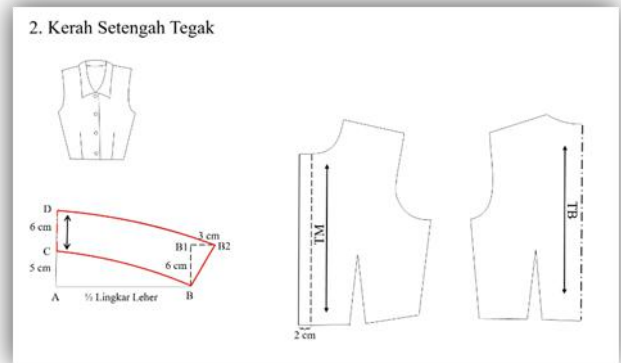 2. Kerah Setengah Tegak
D
6 cm
C
5 cm
A
½ Lingkar Leher
B
6 cm
B1
3 cm
B2
TM
2 cm
TB